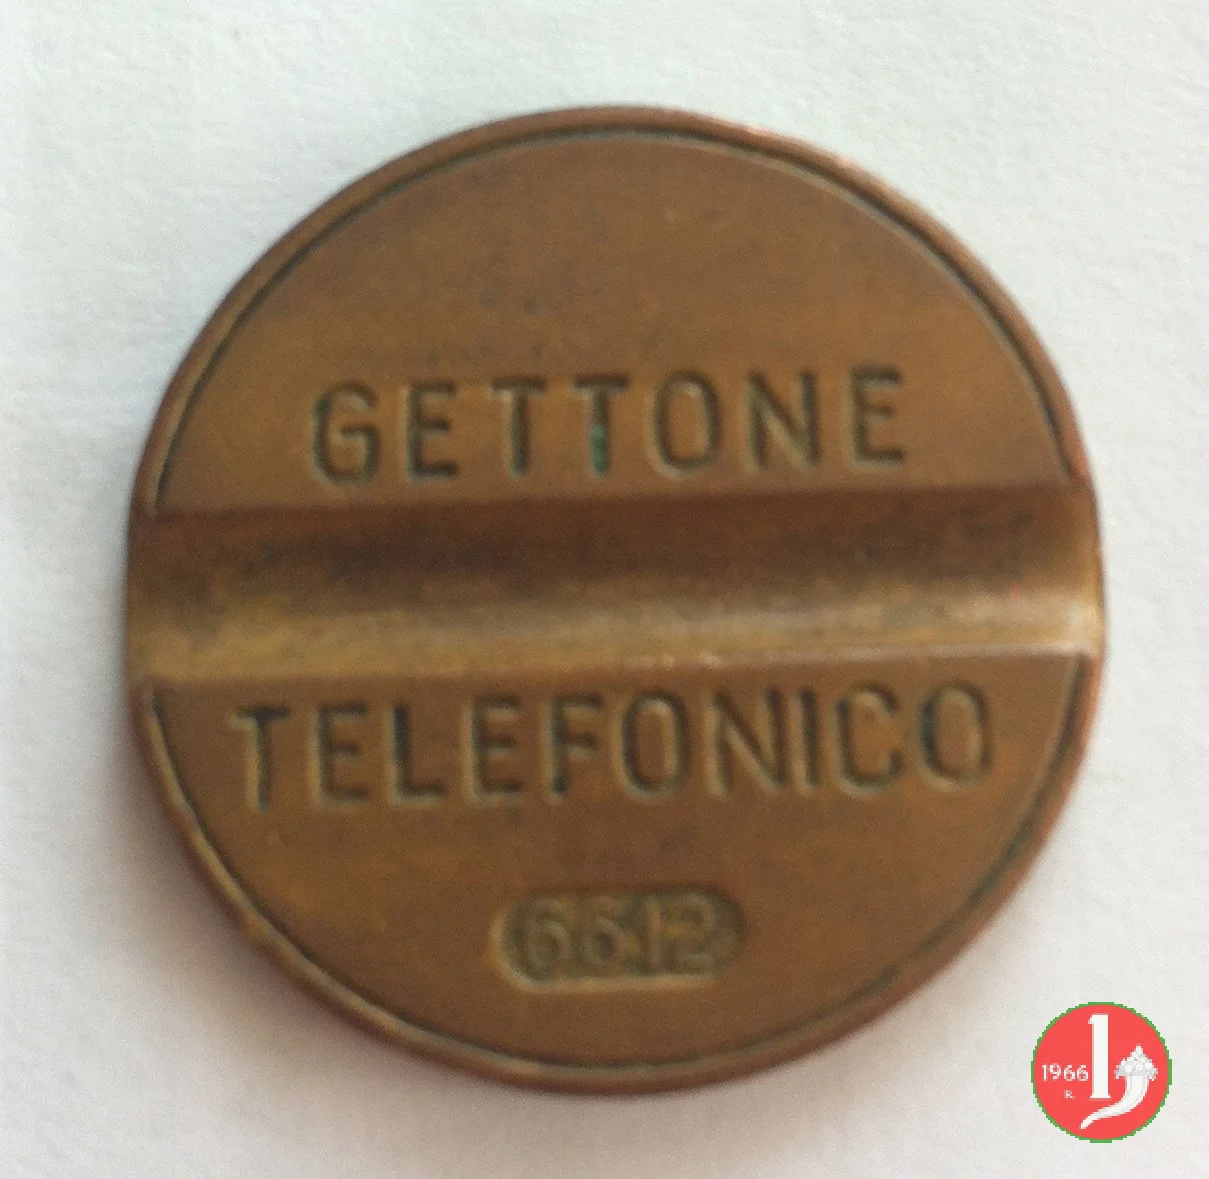 GETTONE
TELEFONICO
6612
1966
R.